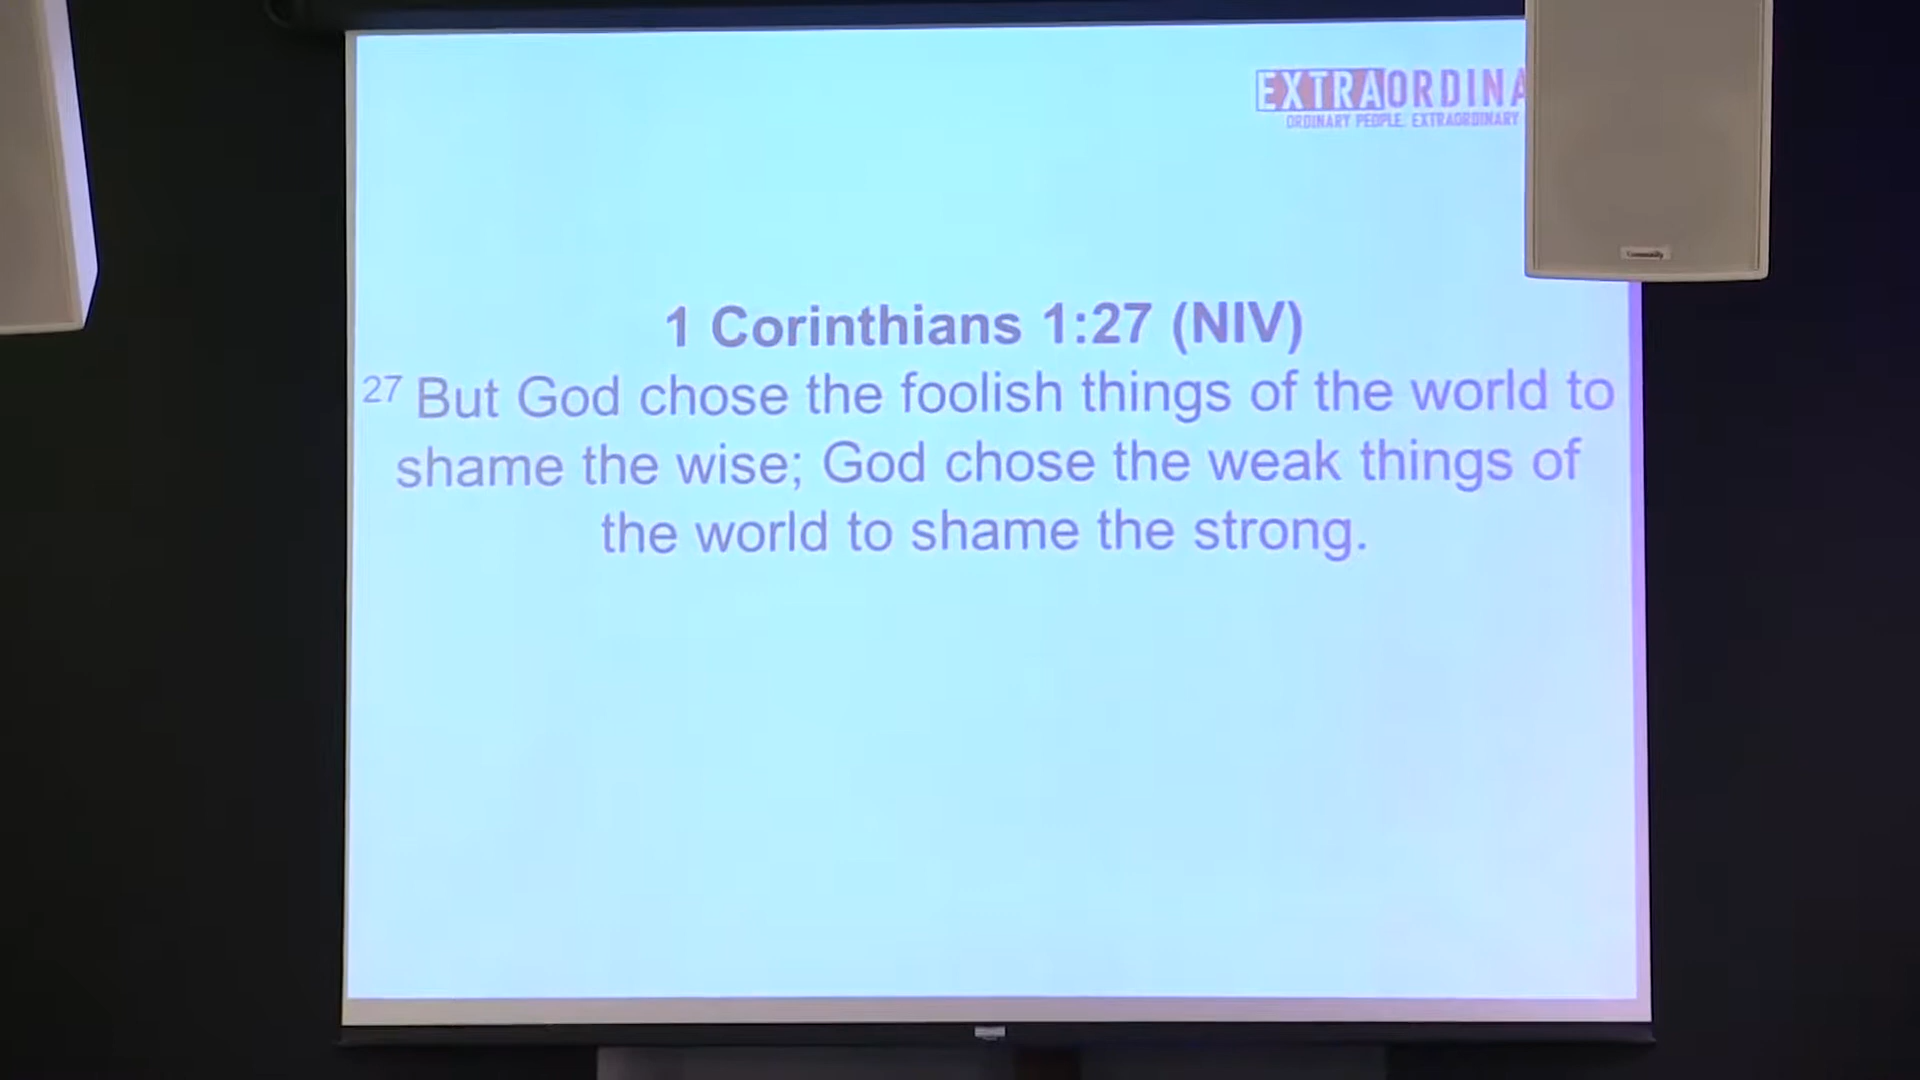 EXTRAORDINA
ORDINARY PEOPLE. EXTRAORDINARY
1 Corinthians 1:27 (NIV)
27 But God chose the foolish things of the world to
shame the wise; God chose the weak things of
the world to shame the strong.
Community